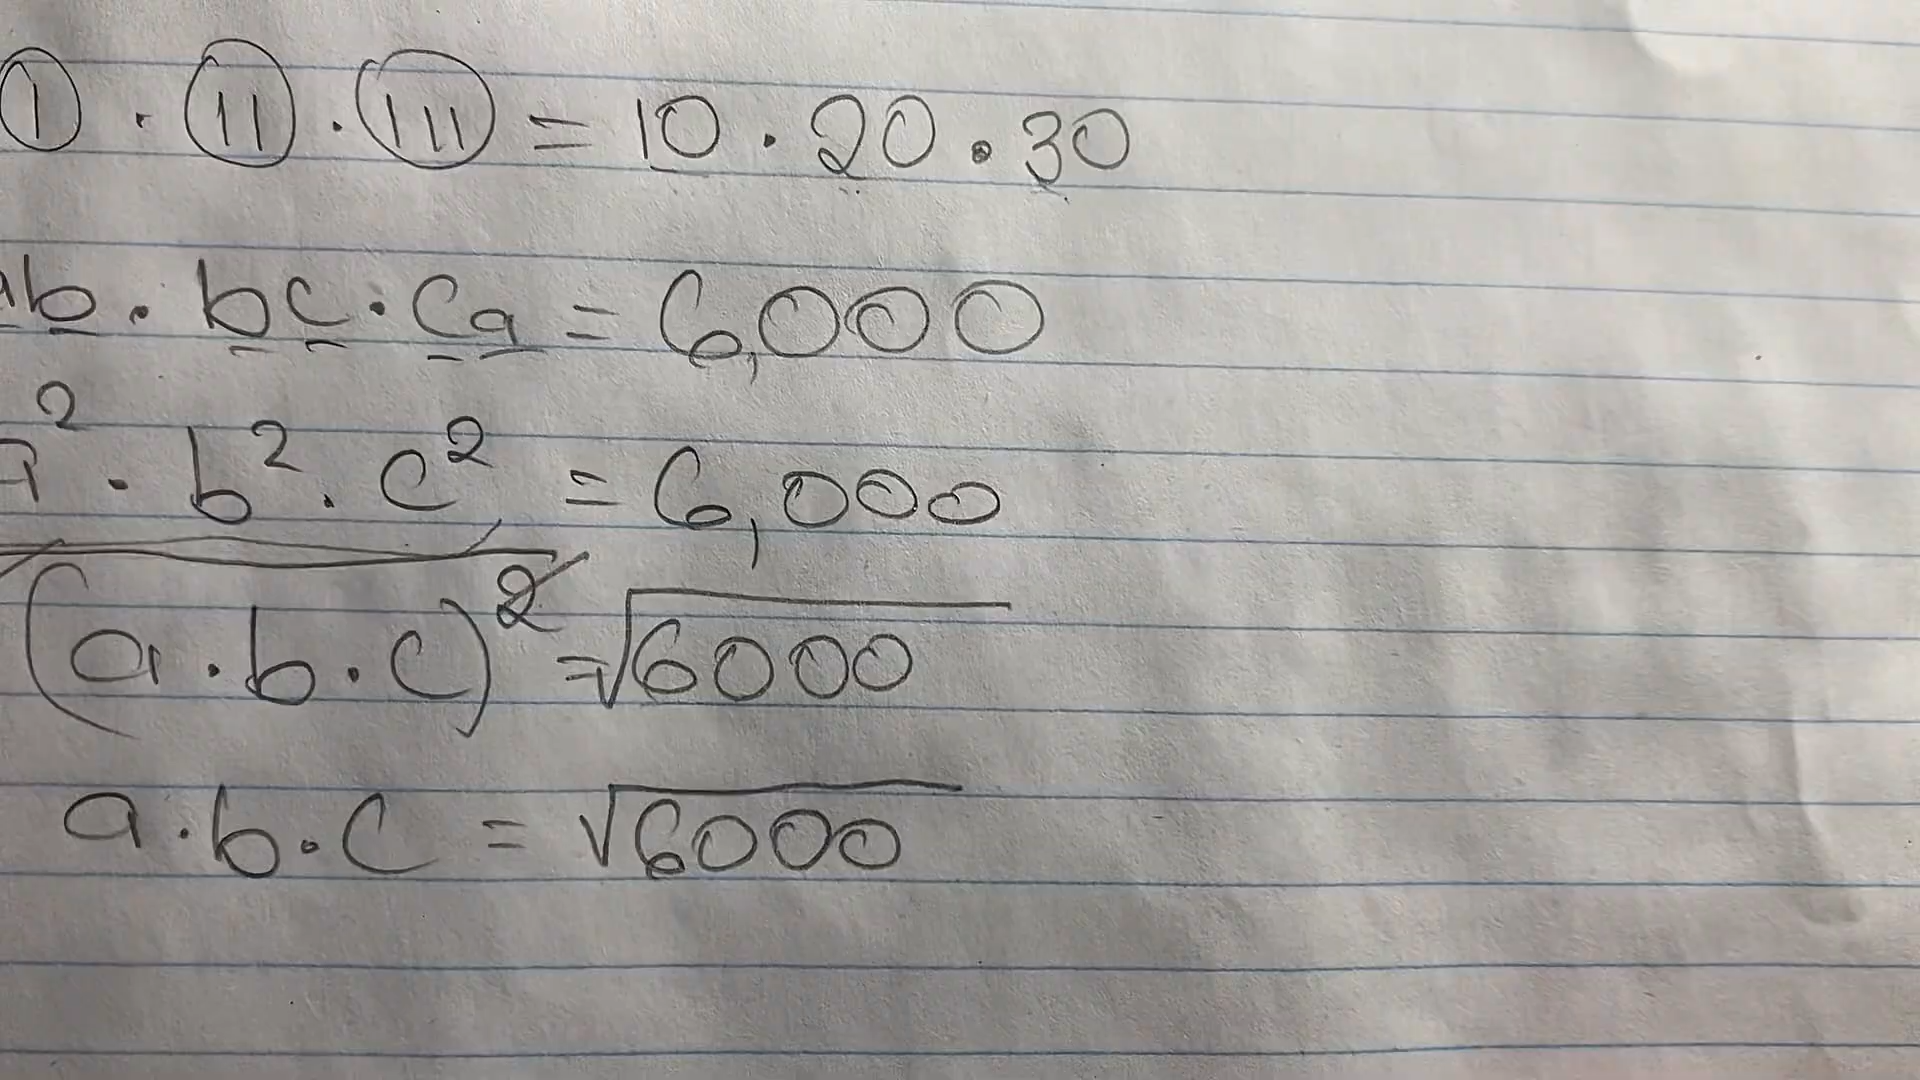 Ⓘ · ⒾⒾ · ⒾⒾⒾ = 10 · 20 · 30
ab · bc · ca = 6,000
a² · b² · c² = 6,000
(a · b · c)² = √6000
a · b · c = √6000